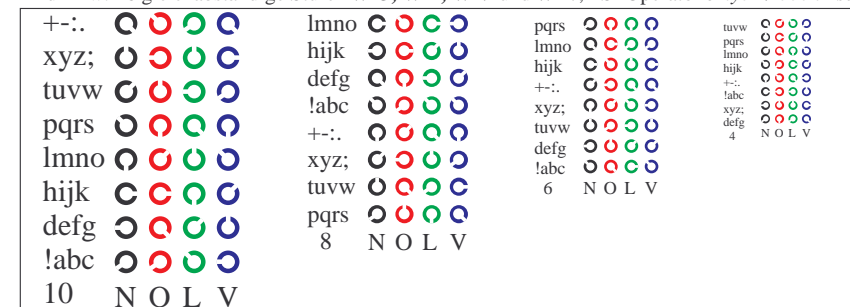 +-:.
xyz;
tuvw
pqrs
lmno
hijk
defg
!abc
10 N O L V
lmno
hijk
defg
!abc
+-:.
xyz;
tuvw
pqrs
8 N O L V
pqrs
lmno
hijk
+-:.
xyz;
tuvw
defg
!abc
6 N O L V
tuvw
pqrs
lmno
hijk
+-:.
!abc
xyz;
defg
4 N O L V